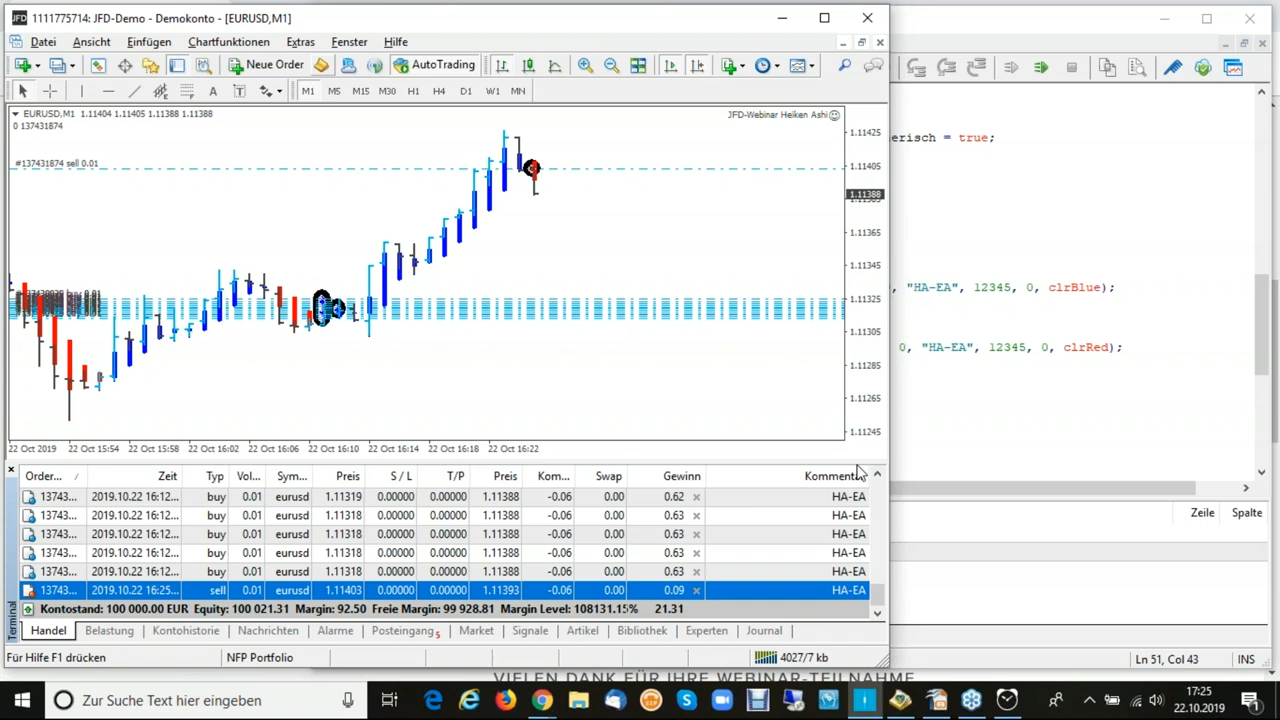 1111775714: JFD-Demo - Demokonto - [EURUSD,M1]
Datei Ansicht Einfügen Chartfunktionen Extras Fenster Hilfe
New Order AutoTrading
M1 M5 M15 M30 H1 H4 D1 W1 MN
EURUSD,M1 1.11404 1.11405 1.11388 1.11388
JFD-Webinar Heiken Ashi
0 137431874
#137431874 sell 0.01
1.11425
1.11405
1.11388
1.11365
1.11345
1.11325
1.11305
1.11285
1.11265
1.11245
22 Oct 2019 22 Oct 15:54 22 Oct 15:58 22 Oct 16:02 22 Oct 16:06 22 Oct 16:10 22 Oct 16:14 22 Oct 16:18 22 Oct 16:22
Order... Zeit Typ Vol... Sym... Preis S / L T/P Preis Kom... Swap Gewinn
13743... 2019.10.22 16:12... buy 0.01 eurusd 1.11319 0.00000 0.00000 1.11388 -0.06 0.00 0.62 HA-EA
13743... 2019.10.22 16:12... buy 0.01 eurusd 1.11318 0.00000 0.00000 1.11388 -0.06 0.00 0.63 HA-EA
13743... 2019.10.22 16:12... buy 0.01 eurusd 1.11318 0.00000 0.00000 1.11388 -0.06 0.00 0.63 HA-EA
13743... 2019.10.22 16:12... buy 0.01 eurusd 1.11318 0.00000 0.00000 1.11388 -0.06 0.00 0.63 HA-EA
13743... 2019.10.22 16:12... buy 0.01 eurusd 1.11318 0.00000 0.00000 1.11388 -0.06 0.00 0.63 HA-EA
13743... 2019.10.22 16:25... sell 0.01 eurusd 1.11403 0.00000 0.00000 1.11393 -0.06 0.00 0.09 HA-EA
Kontostand: 100 000.00 EUR Equity: 100 021.31 Margin: 92.50 Freie Margin: 99 928.81 Margin Level: 108131.15% 21.31
Terminal
Handel Belastung Kontohistorie Nachrichten Alarme Posteingang 5 Market Signale Artikel Bibliothek Experten Journal
Für Hilfe F1 drücken NFP Portfolio 4027/7 kb
erisch = true;
, "HA-EA", 12345, 0, clrBlue);
0, "HA-EA", 12345, 0, clrRed);
Zeile Spalte
Ln 51, Col 43 INS
VIELEN DANK FÜR IHRE WEBINAR-TEILNAHME
Zur Suche Text hier eingeben
17:25
22.10.2019